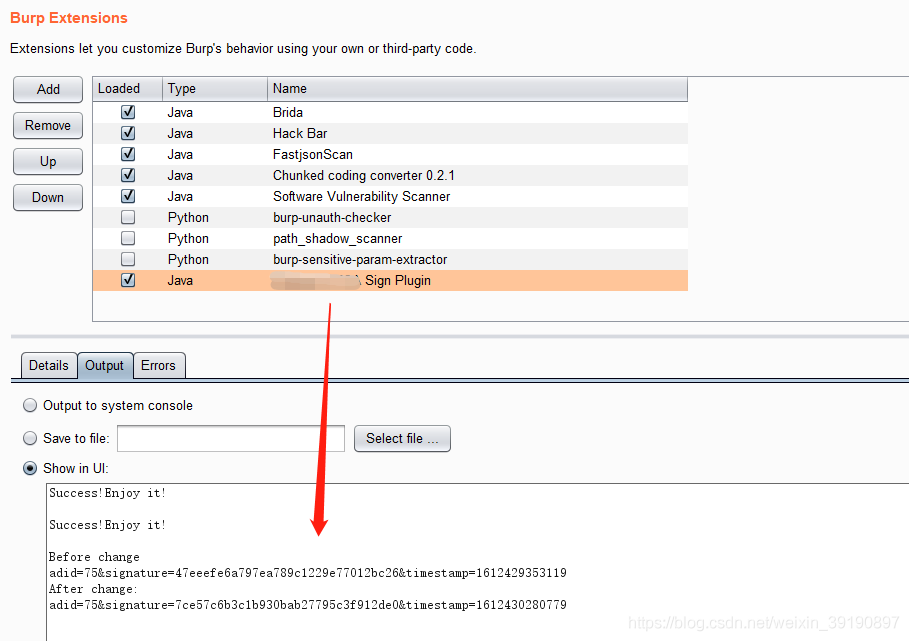 Burp Extensions
Extensions let you customize Burp's behavior using your own or third-party code.
Add
Remove
Up
Down
Loaded Type Name
Java Brida
Java Hack Bar
Java FastjsonScan
Java Chunked coding converter 0.2.1
Java Software Vulnerability Scanner
Python burp-unauth-checker
Python path_shadow_scanner
Python burp-sensitive-param-extractor
Java Sign Plugin
Details Output Errors
Output to system console
Save to file: Select file ...
Show in UI:
Success!Enjoy it!
Success!Enjoy it!
Before change
adid=75&signature=47eeefe6a797ea789c1229e77012bc26&timestamp=1612429353119
After change:
adid=75&signature=7ce57c6b3c1b930bab27795c3f912de0&timestamp=1612430280779
https://blog.csdn.net/weixin_39190897